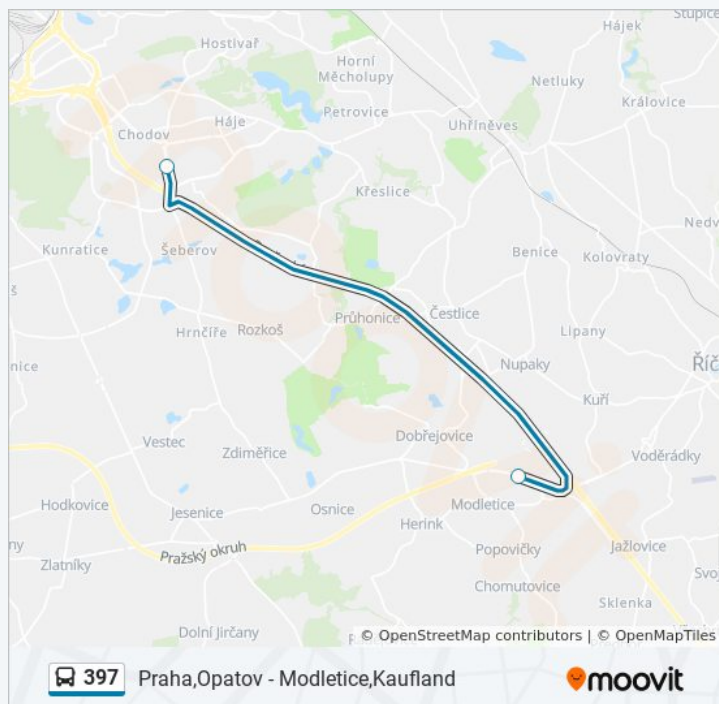 Stupice
Hájek
Hostivař
Horní
Měcholupy
Netluky
Královice
Petrovice
Chodov
Háje
Uhříněves
Křeslice
Nedv
Kunratice
Šeberov
Benice
Kolovraty
Průhonice
Čestlice
Hrnčíře
Rozkoš
Lipany
nice
Nupaky
Říč
Kuří
Dobřejovice
Vestec
Zdiměřice
Voděrádky
Hodkovice
Jesenice
Osnice
Modletice
Herink
ny
Zlatníky
Pražský okruh
Popovičky
Jažlovice
Chomutovice
Svoj
Sklenka
Dolní Jirčany
© OpenStreetMap contributors | © OpenMapTiles
397 Praha,Opatov - Modletice,Kaufland moovit